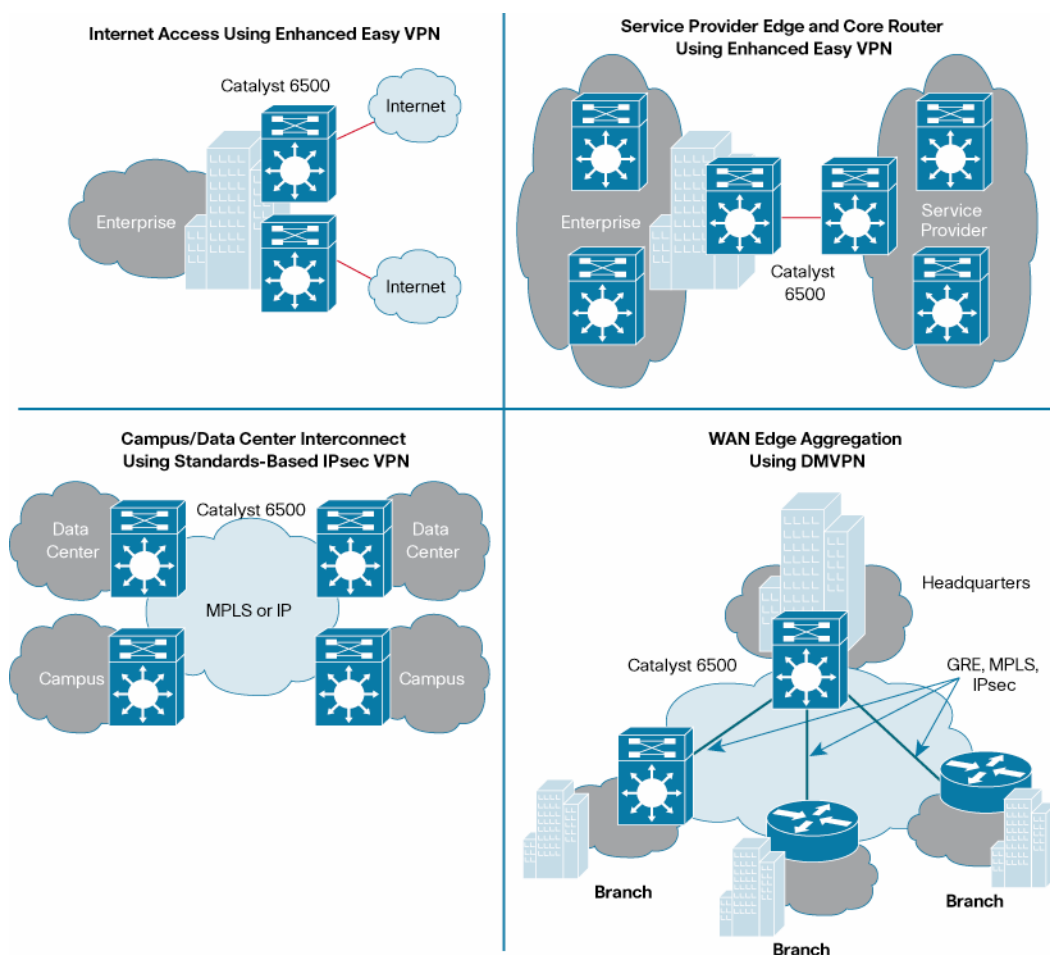 Internet Access Using Enhanced Easy VPN
Catalyst 6500
Internet
Enterprise
Internet
Service Provider Edge and Core Router
Using Enhanced Easy VPN
Enterprise
Service
Provider
Catalyst
6500
Campus/Data Center Interconnect
Using Standards-Based IPsec VPN
Catalyst 6500
Data
Center
Data
Center
MPLS or IP
Campus
Campus
WAN Edge Aggregation
Using DMVPN
Headquarters
Catalyst 6500
GRE, MPLS,
IPsec
Branch
Branch
Branch